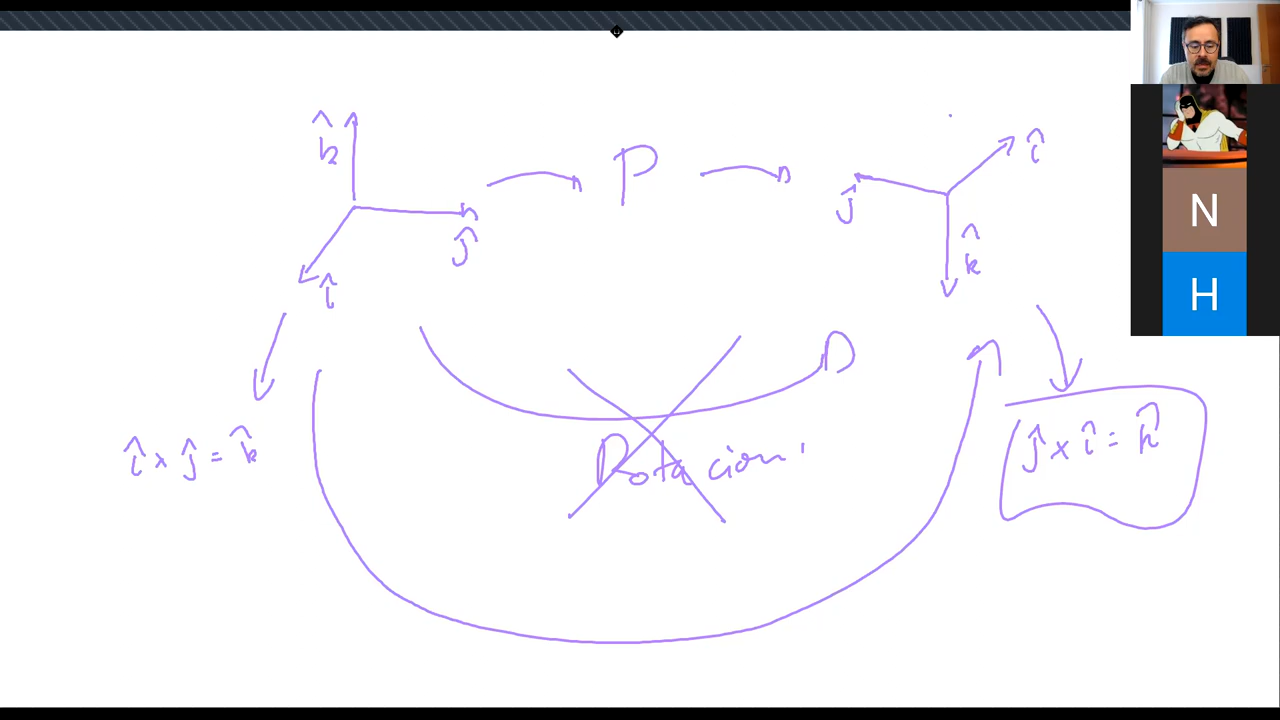 k̂
P
î
ĵ
ĵ
k̂
î
î × ĵ = k̂
Rotación
ĵ × î = k̂
N
H